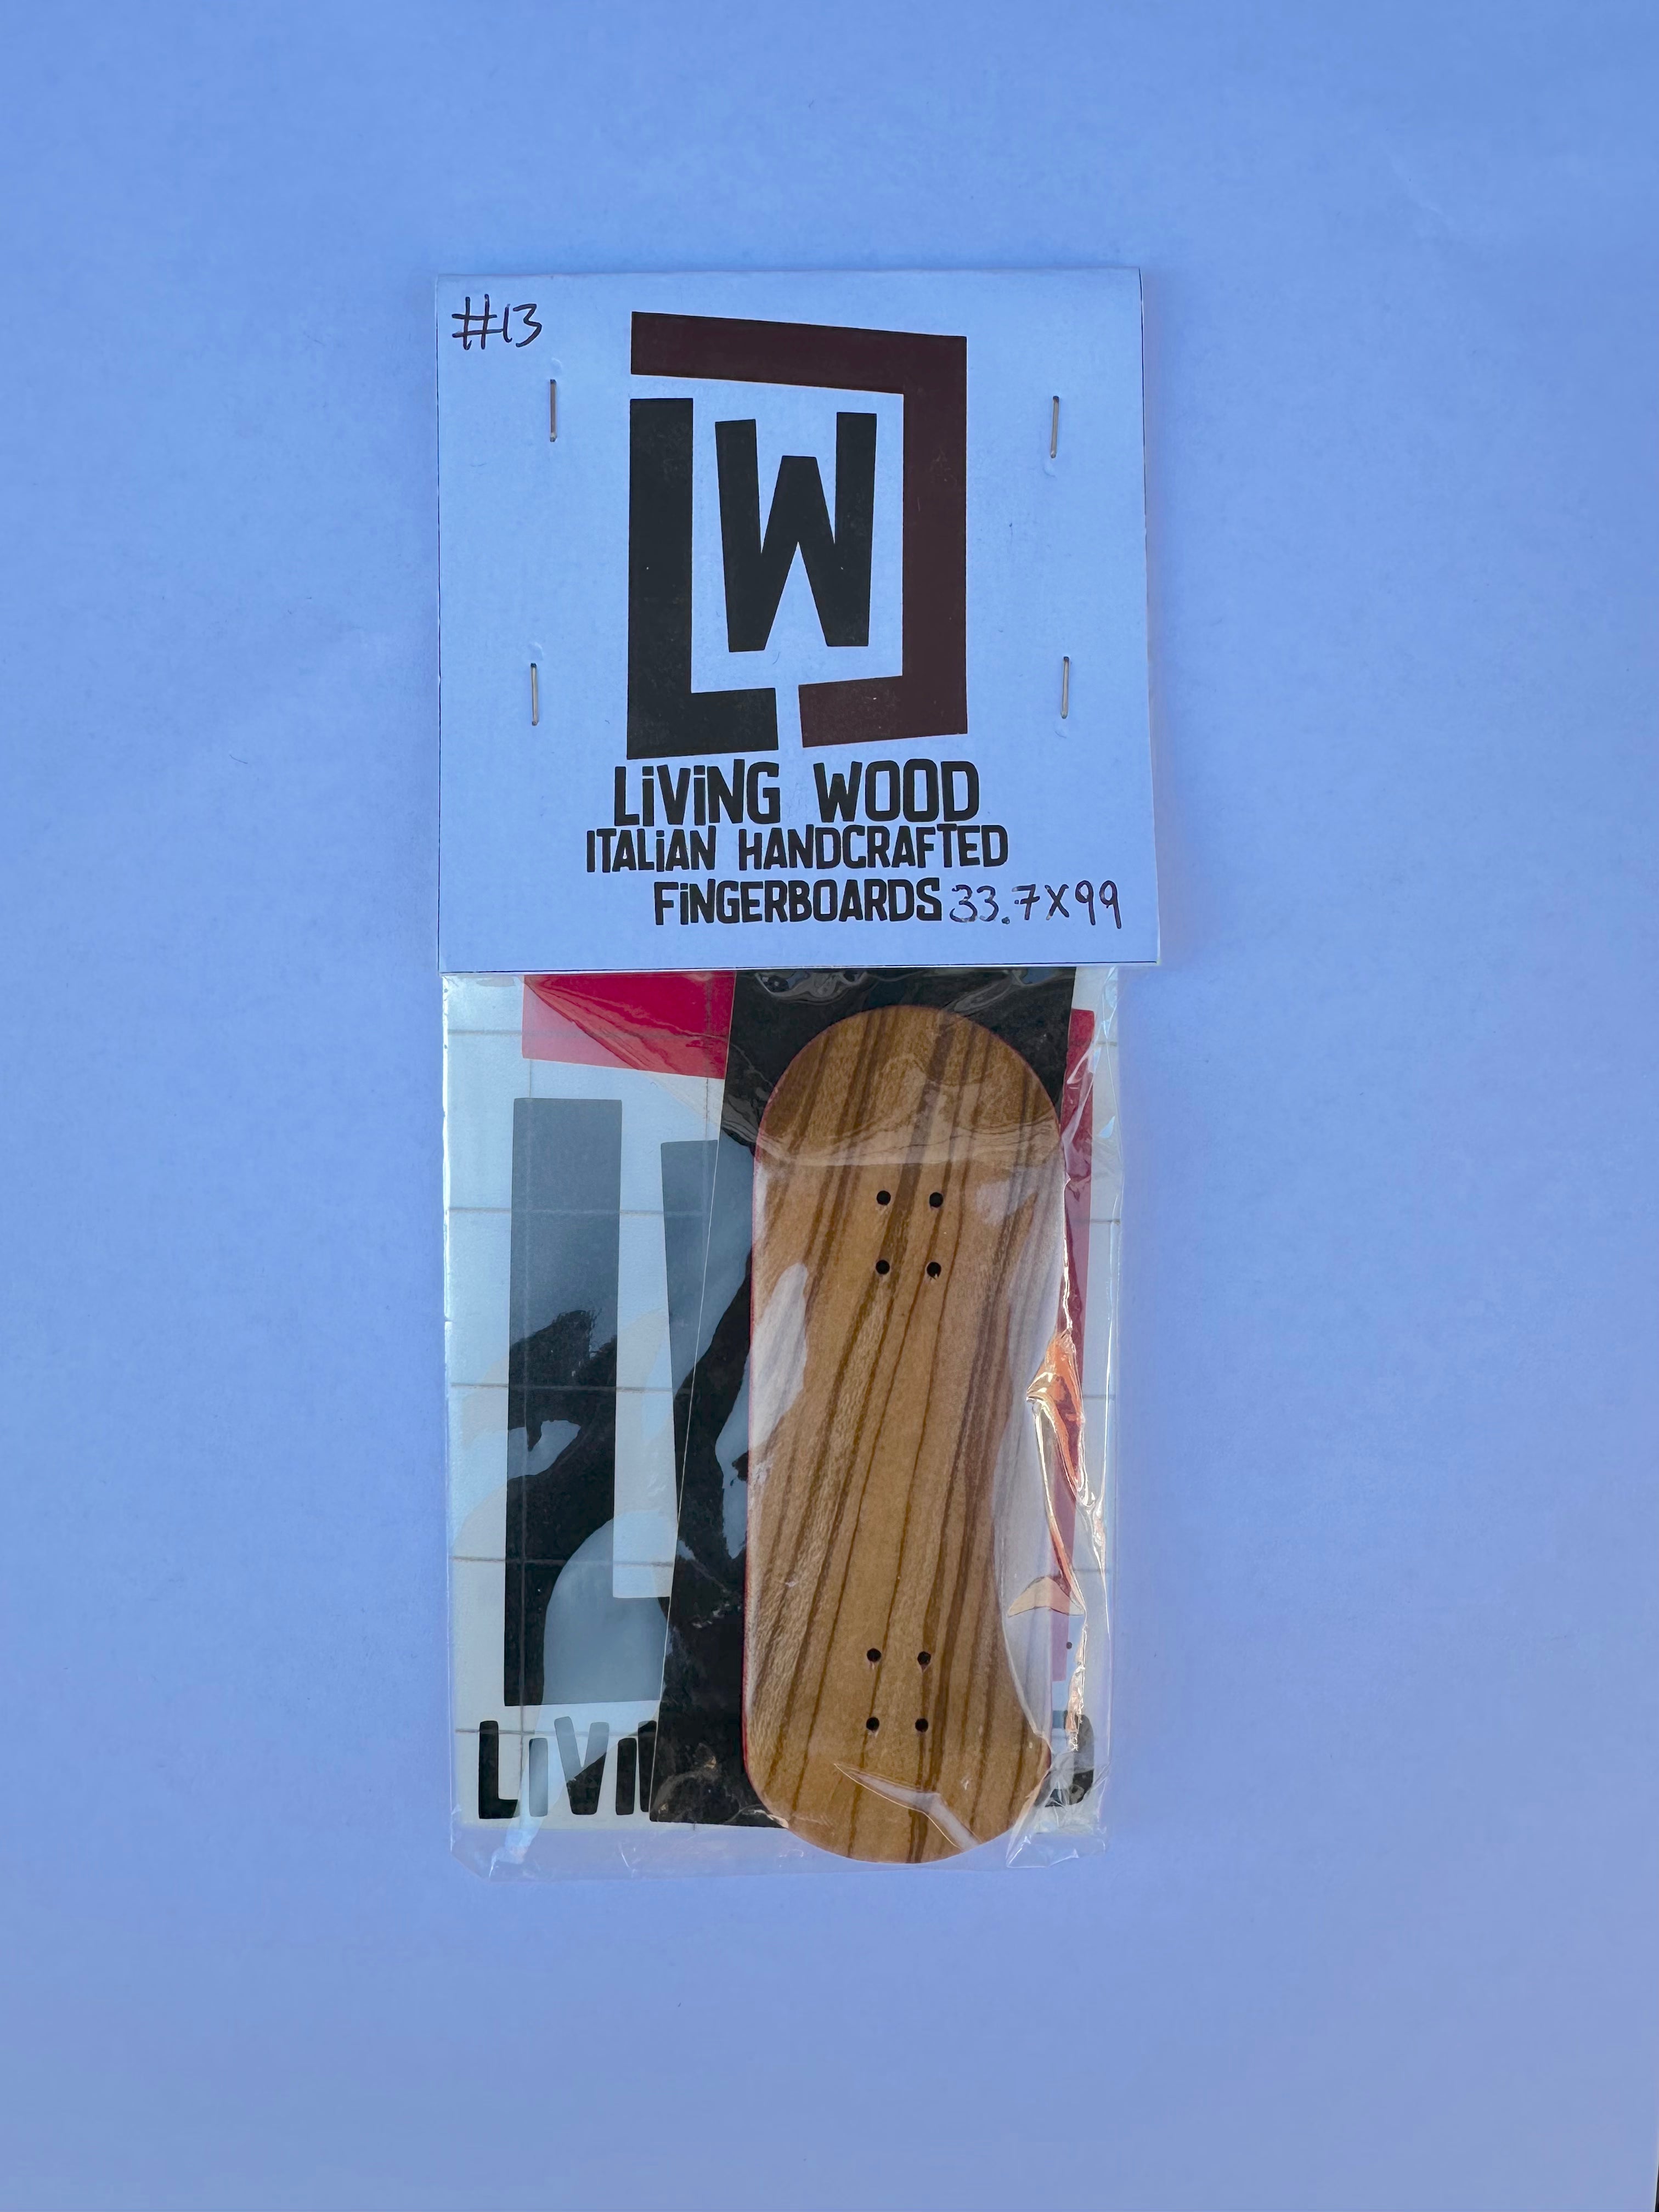 #13
LW
LiViNG WOOD
ITALiAN HANDCRAFTED
FiNGERBOARDS 33.7X99
LiVi